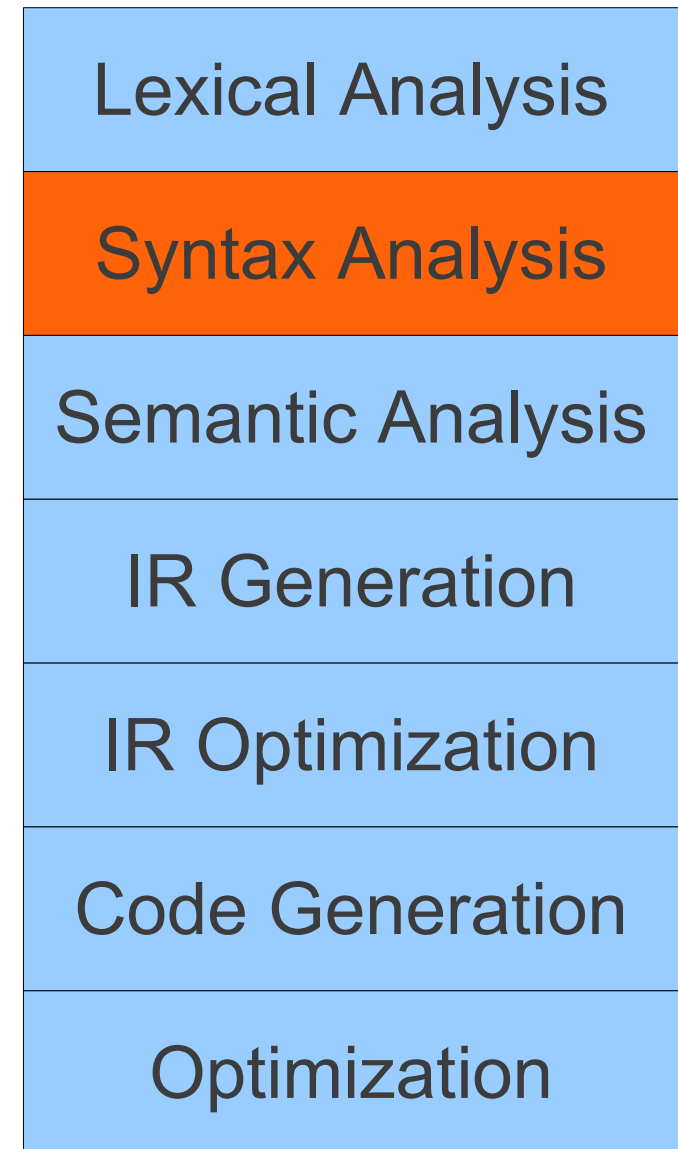 Lexical Analysis
Syntax Analysis
Semantic Analysis
IR Generation
IR Optimization
Code Generation
Optimization